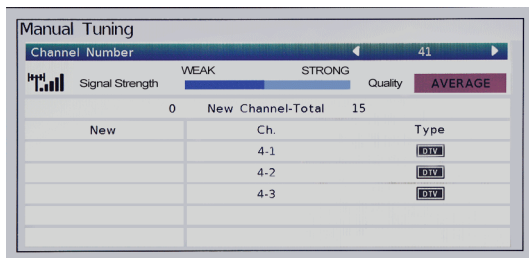 Manual Tuning
Channel Number 41
WEAK STRONG
Signal Strength Quality AVERAGE
0 New Channel-Total 15
New Ch. Type
4-1 DTV
4-2 DTV
4-3 DTV